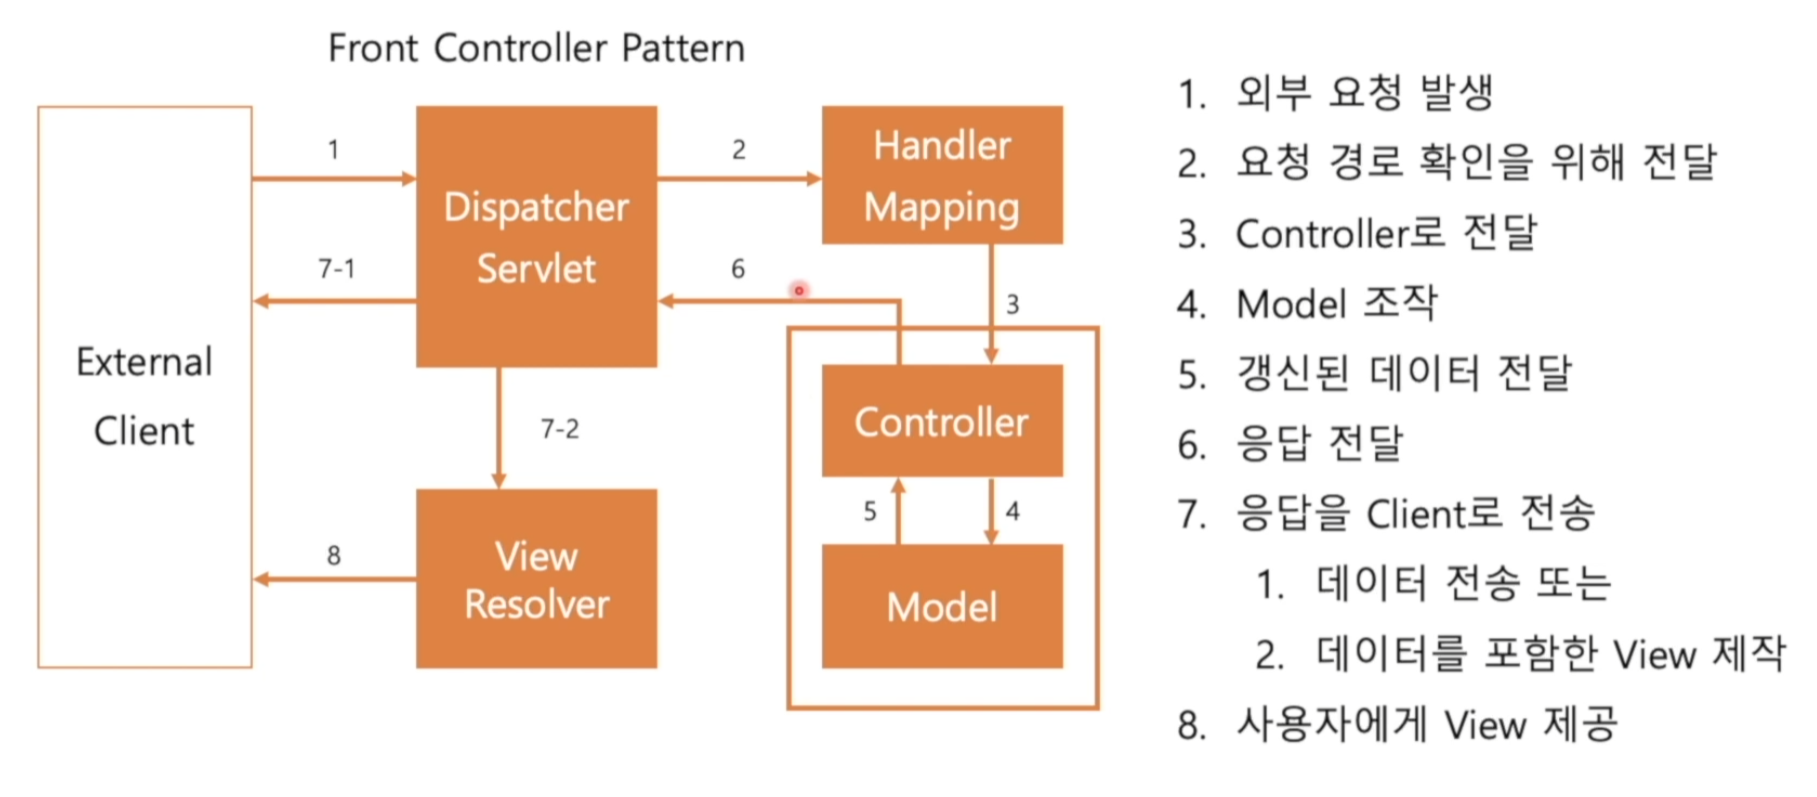 Front Controller Pattern
External
Client
1
Dispatcher
Servlet
2
Handler
Mapping
7-1
6
3
Controller
7-2
5
4
View
Resolver
8
Model
1. 외부 요청 발생
2. 요청 경로 확인을 위해 전달
3. Controller로 전달
4. Model 조작
5. 갱신된 데이터 전달
6. 응답 전달
7. 응답을 Client로 전송
1. 데이터 전송 또는
2. 데이터를 포함한 View 제작
8. 사용자에게 View 제공